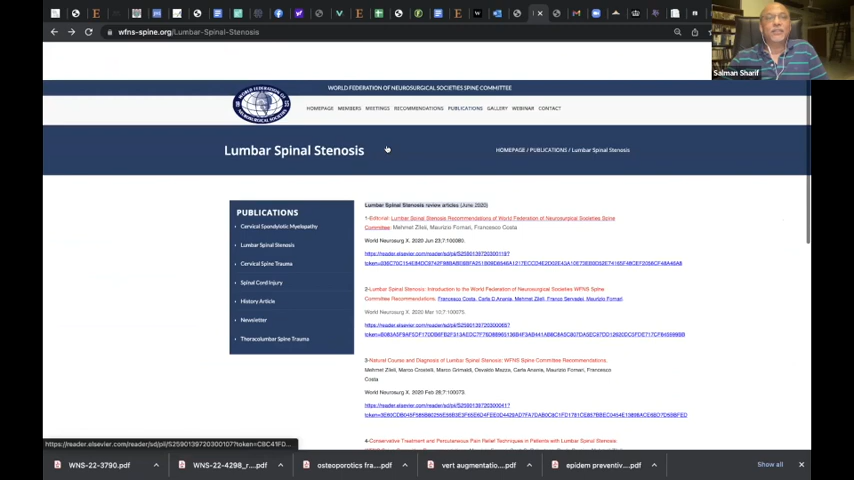 wfns-spine.org/Lumbar-Spinal-Stenosis
Salman Sharif
WORLD FEDERATION OF NEUROSURGICAL SOCIETIES SPINE COMMITTEE
HOMEPAGE MEMBERS MEETINGS RECOMMENDATIONS PUBLICATIONS GALLERY WEBINAR CONTACT
Lumbar Spinal Stenosis
HOMEPAGE / PUBLICATIONS / Lumbar Spinal Stenosis
PUBLICATIONS
Cervical Spondylotic Myelopathy
Lumbar Spinal Stenosis
Cervical Spine Trauma
Spinal Cord Injury
History Article
Newsletter
Thoracolumbar Spine Trauma
Lumbar Spinal Stenosis review articles (June 2020)
1-Editorial: Lumbar Spinal Stenosis Recommendations of World Federation of Neurosurgical Societies Spine
Committee: Mehmet Zileli, Maurizio Fornari, Francesco Costa
World Neurosurg X. 2020 Jun 23;7:100080.
2-Lumbar Spinal Stenosis: Introduction to the World Federation of Neurosurgical Societies WFNS Spine
Committee Recommendations. Francesco Costa, Carla D Anania, Mehmet Zileli, Franco Servadei, Maurizio Fornari.
World Neurosurg X. 2020 Mar 10;7:100075.
3-Natural Course and Diagnosis of Lumbar Spinal Stenosis: WFNS Spine Committee Recommendations.
Mehmet Zileli, Marco Crostelli, Marco Grimaldi, Osvaldo Mazza, Carla Anania, Maurizio Fornari, Francesco
Costa
World Neurosurg X. 2020 Feb 28;7:100073.
4-Conservative Treatment and Percutaneous Pain Relief Techniques in Patients with Lumbar Spinal Stenosis:
WNS-22-3790.pdf
WNS-22-4298_r....pdf
osteoporotics fra....pdf
vert augmentatio....pdf
epidem preventiv....pdf
Show all